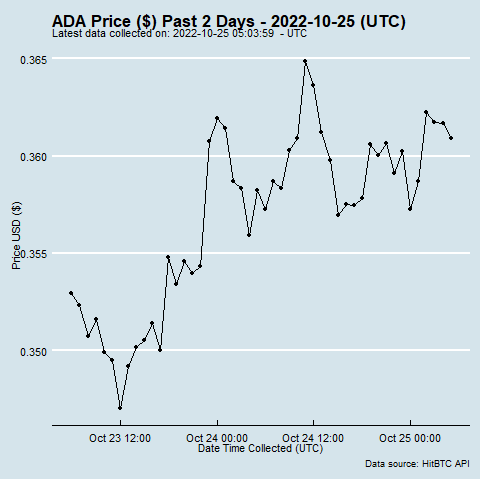 ADA Price ($) Past 2 Days - 2022-10-25 (UTC)
Latest data collected on: 2022-10-25 05:03:59 - UTC
0.365
0.360
0.355
0.350
Price USD ($)
Oct 23 12:00 Oct 24 00:00 Oct 24 12:00 Oct 25 00:00
Date Time Collected (UTC)
Data source: HitBTC API